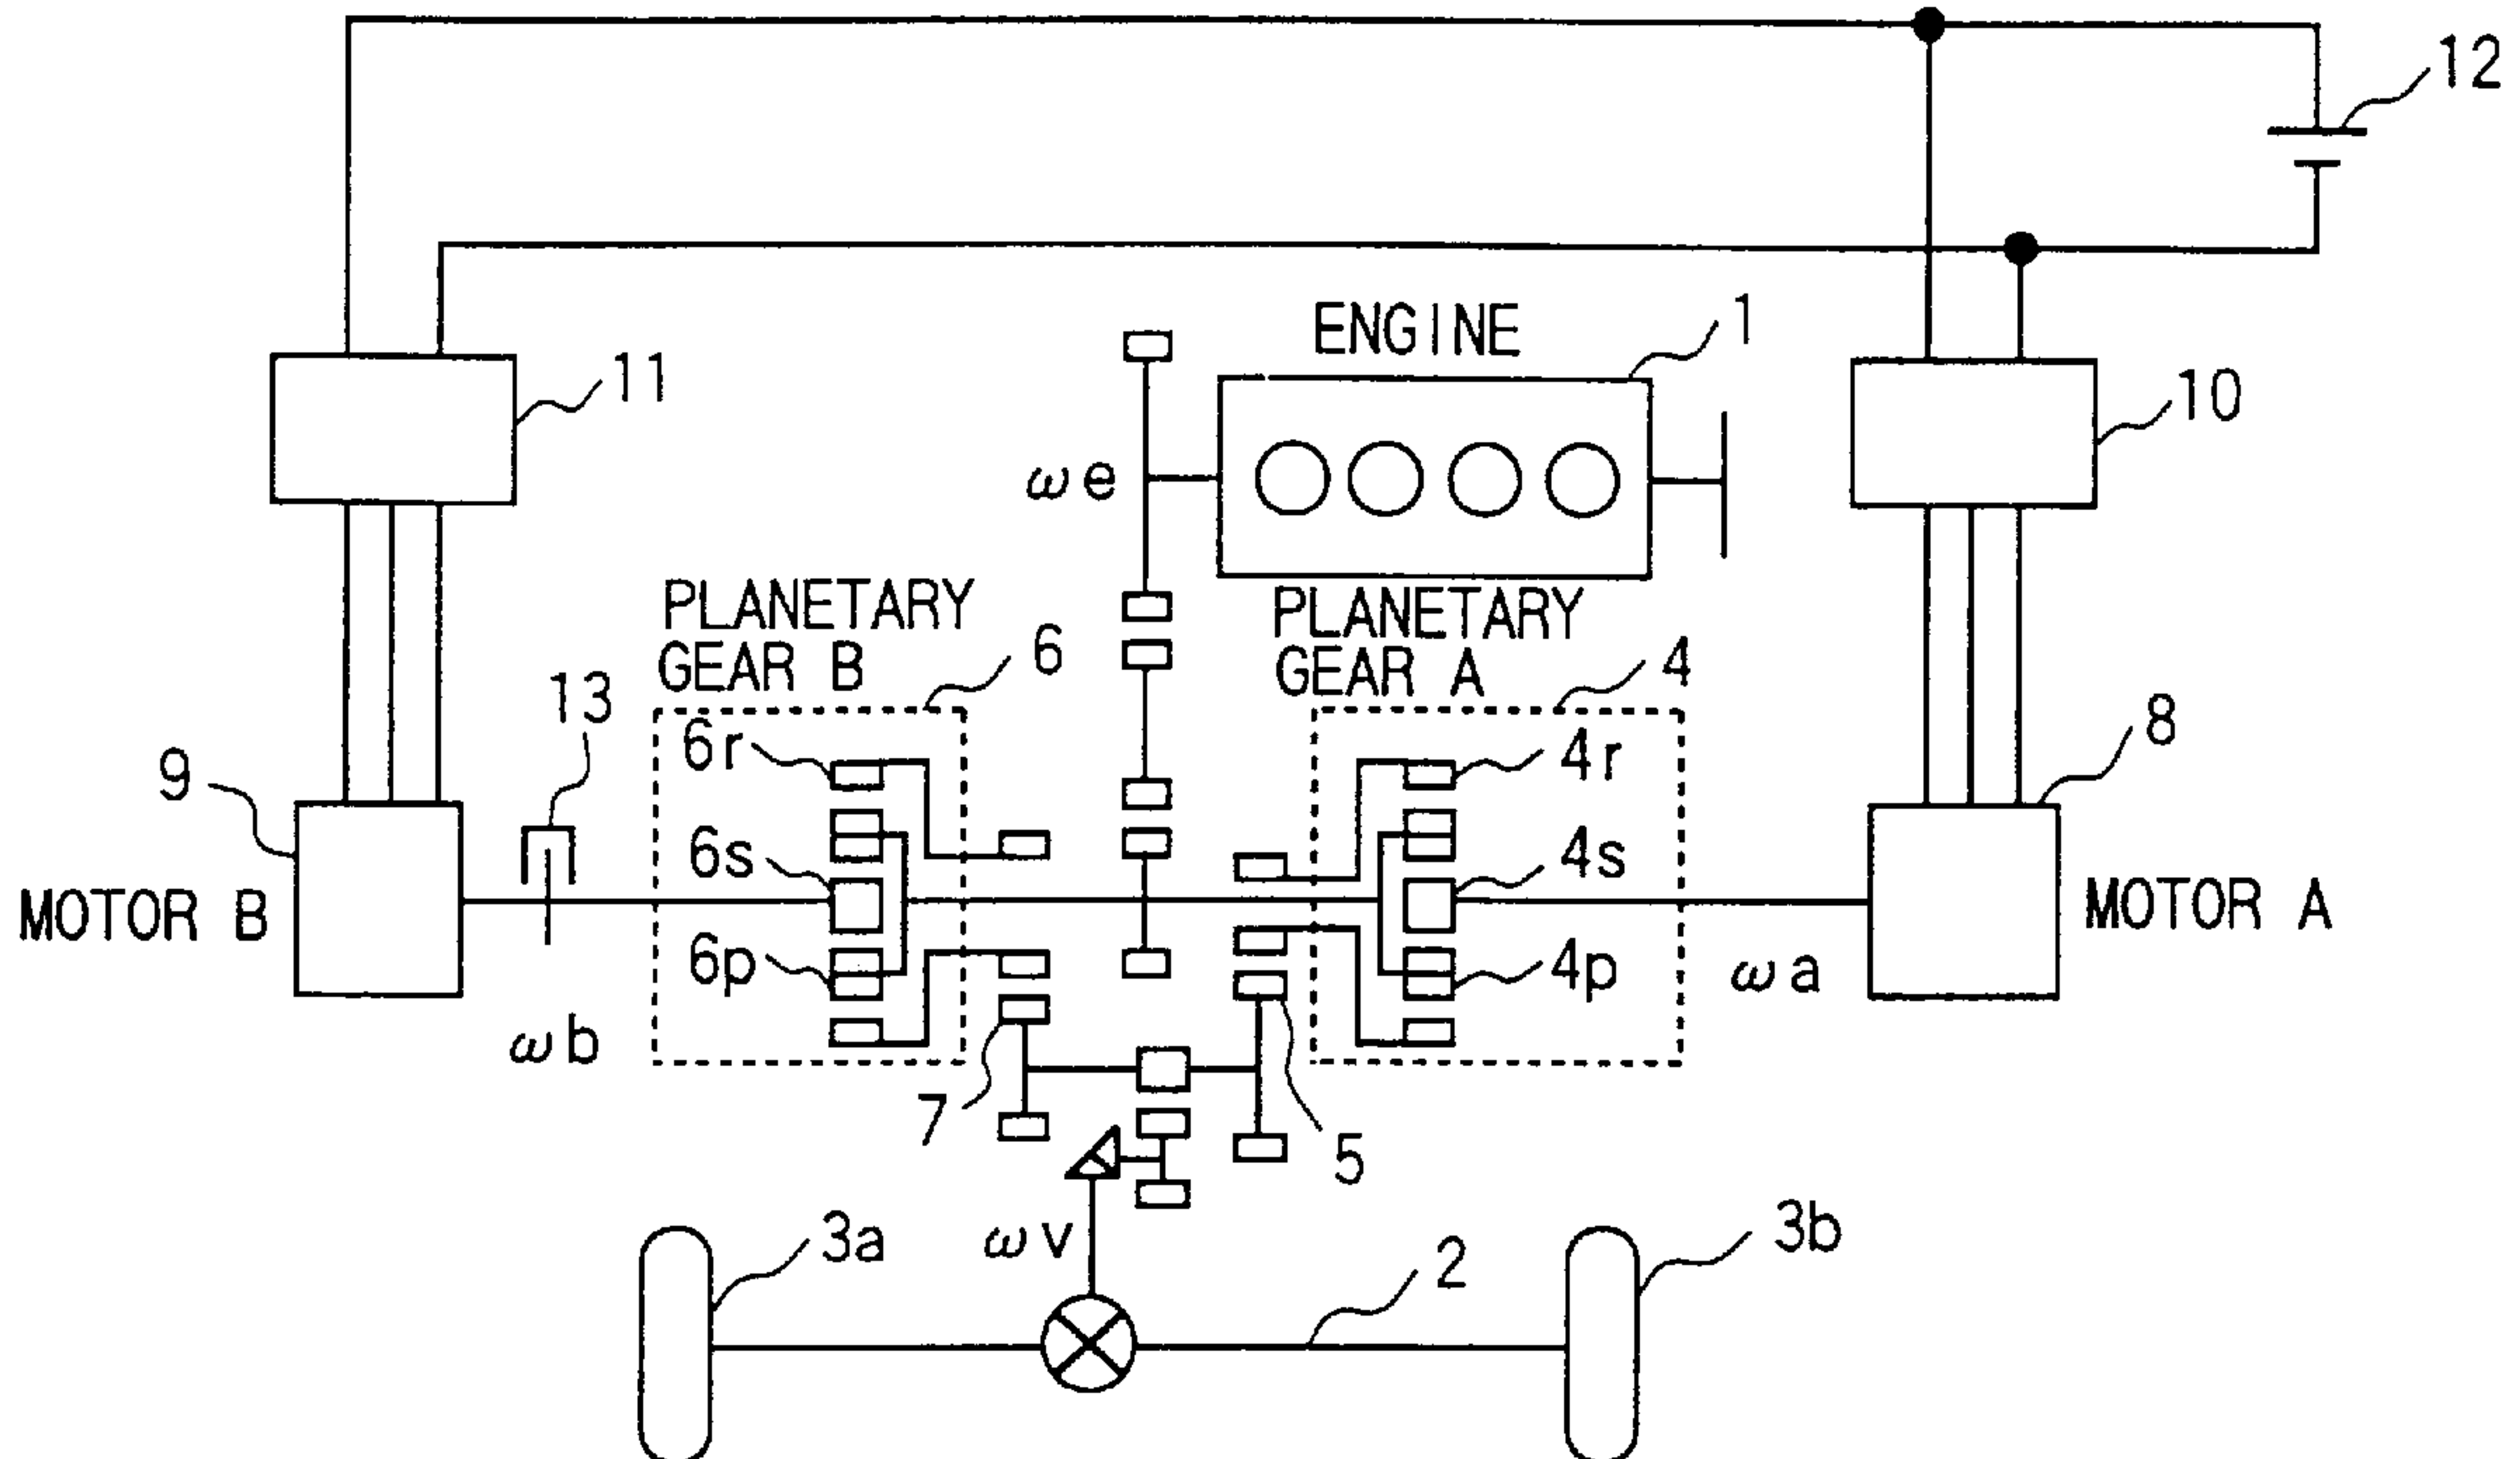 12
ENGINE
1
11
10
ωe
PLANETARY
GEAR B
6
PLANETARY
GEAR A
4
13
8
6r
4r
9
6s
4s
MOTOR B
MOTOR A
6p
4p
ωa
ωb
7
5
3a
ωv
3b
2